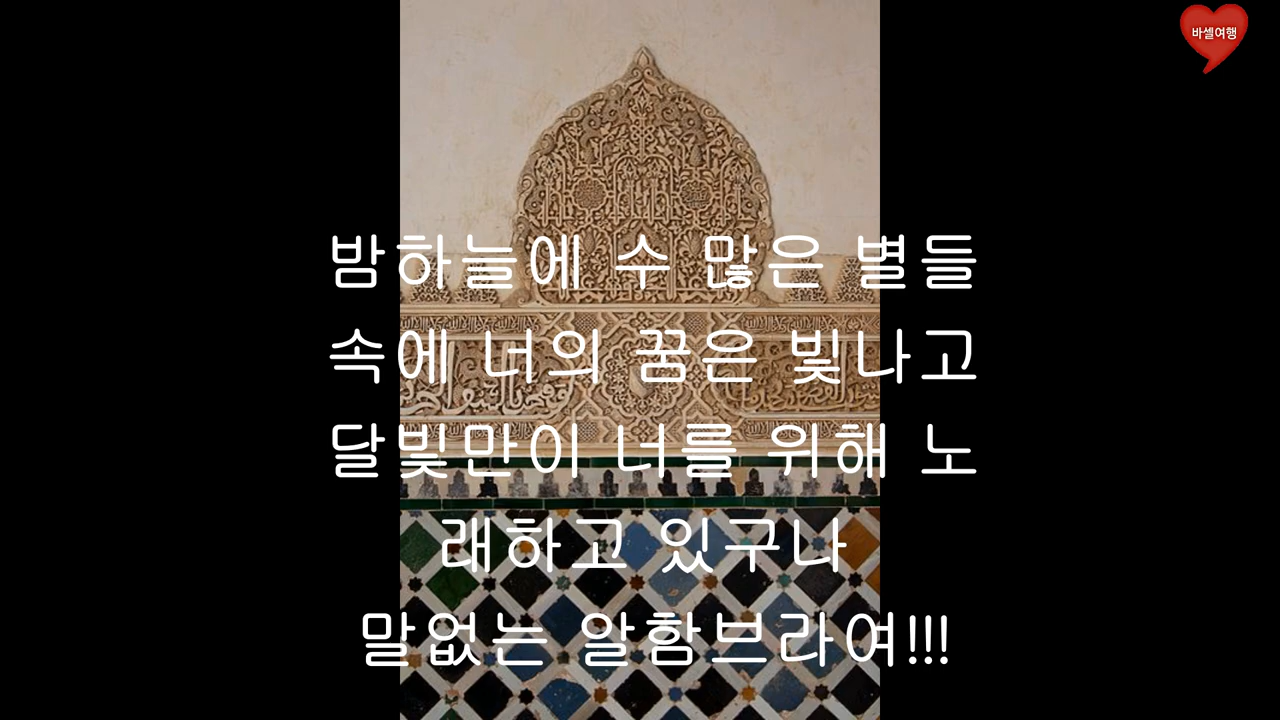 바셀여행
밤하늘에 수 많은 별들
속에 너의 꿈은 빛나고
달빛만이 너를 위해 노
래하고 있구나
말없는 알함브라여!!!